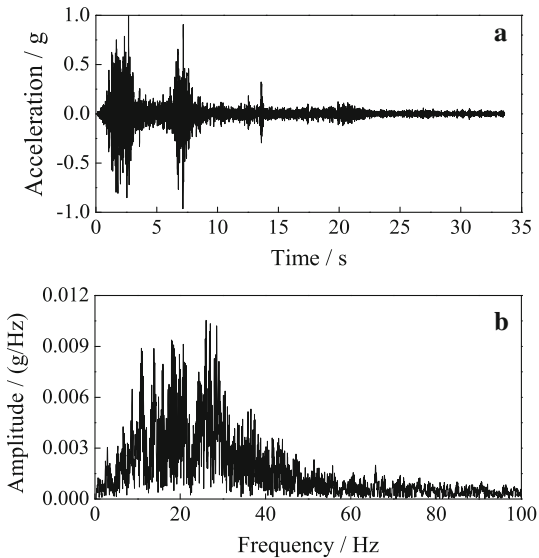 a
1.0
0.5
0.0
-0.5
-1.0
Acceleration / g
0 5 10 15 20 25 30 35
Time / s
b
0.012
0.009
0.006
0.003
0.000
Amplitude / (g/Hz)
0 20 40 60 80 100
Frequency / Hz